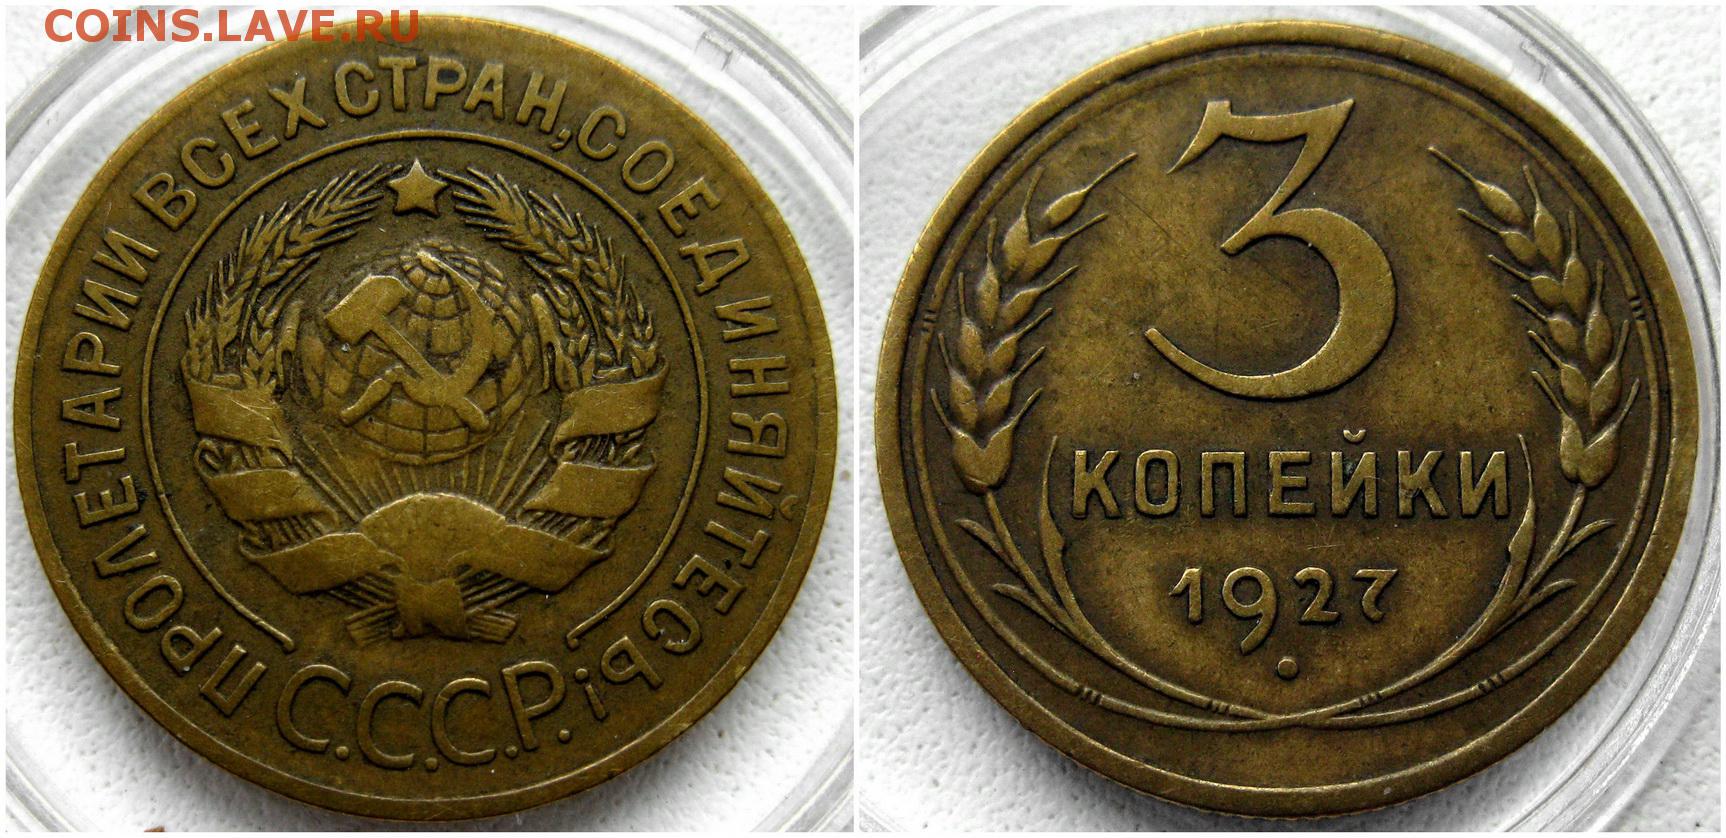 COINS.LAVE.RU
ПРОЛЕТАРИИ ВСЕХ СТРАН, СОЕДИНЯЙТЕСЬ!
С.С.С.Р.
3
КОПЕЙКИ
1927